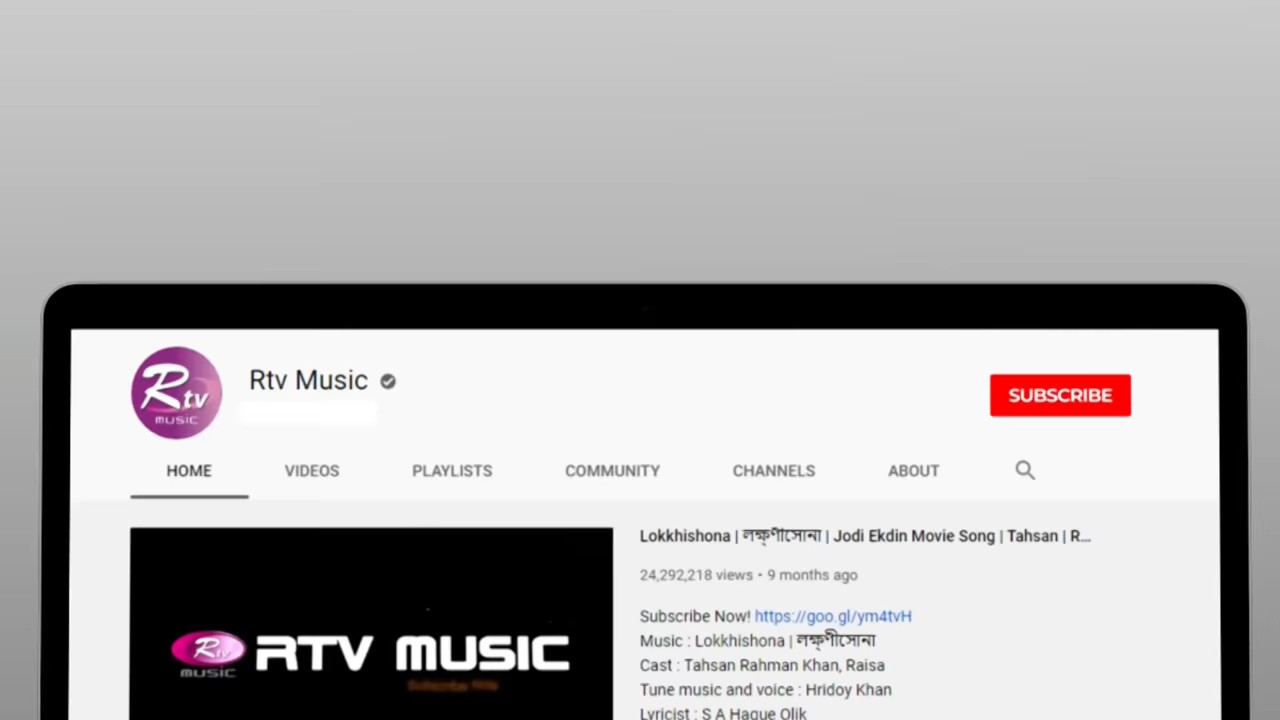 Rtv
MUSIC
Rtv Music
SUBSCRIBE
HOME
VIDEOS
PLAYLISTS
COMMUNITY
CHANNELS
ABOUT
Rtv
MUSIC
RTV MUSIC
Lokkhishona | লক্ষ্ণীসোনা | Jodi Ekdin Movie Song | Tahsan | R...
24,292,218 views • 9 months ago
Subscribe Now! https://goo.gl/ym4tvH
Music : Lokkhishona | লক্ষ্ণীসোনা
Cast : Tahsan Rahman Khan, Raisa
Tune music and voice : Hridoy Khan
Lyricist : S A Haque Olik